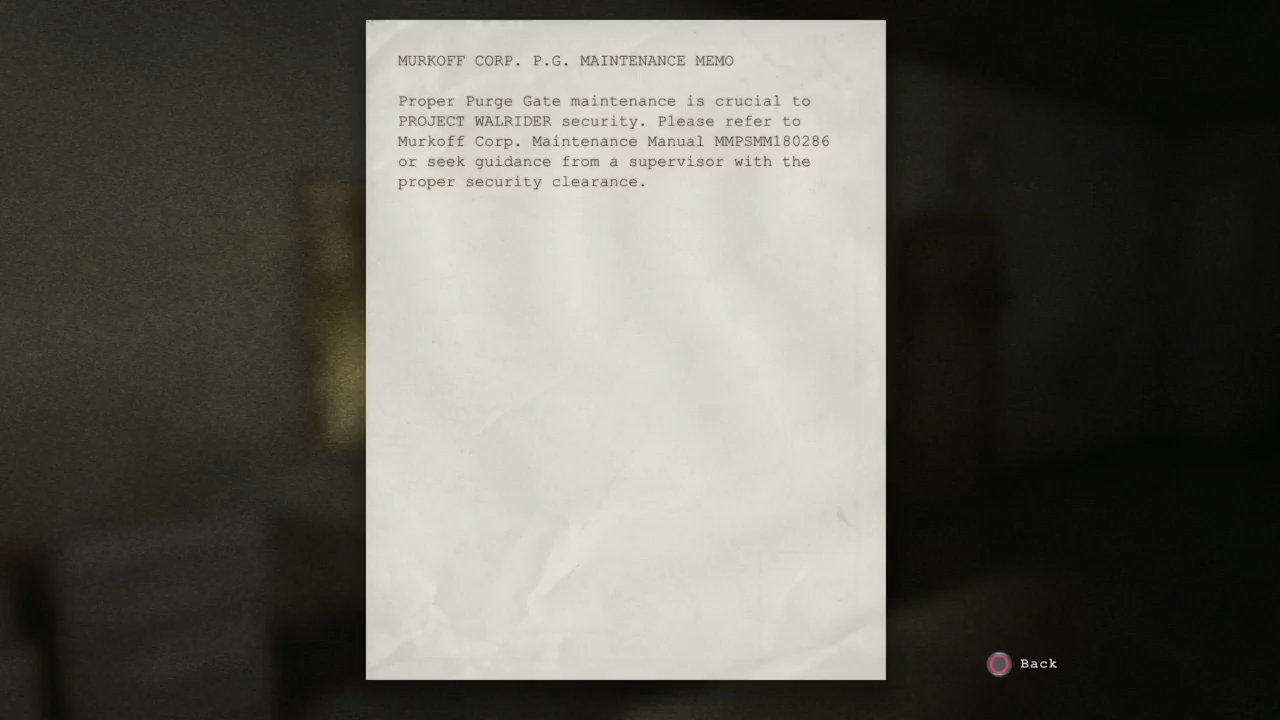 MURKOFF CORP. P.G. MAINTENANCE MEMO
Proper Purge Gate maintenance is crucial to
PROJECT WALRIDER security. Please refer to
Murkoff Corp. Maintenance Manual MMPSMM180286
or seek guidance from a supervisor with the
proper security clearance.
Back